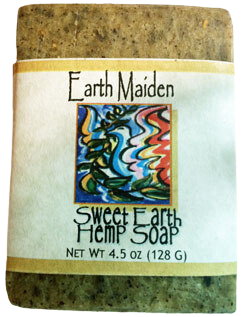 Earth Maiden
Sweet Earth
Hemp Soap
Net Wt 4.5 oz (128 G)